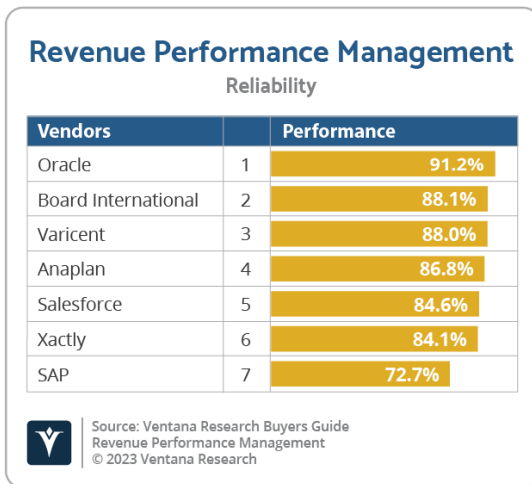 Revenue Performance Management
Reliability
Vendors Performance
Oracle 1 91.2%
Board International 2 88.1%
Varicent 3 88.0%
Anaplan 4 86.8%
Salesforce 5 84.6%
Xactly 6 84.1%
SAP 7 72.7%
Source: Ventana Research Buyers Guide
Revenue Performance Management
© 2023 Ventana Research